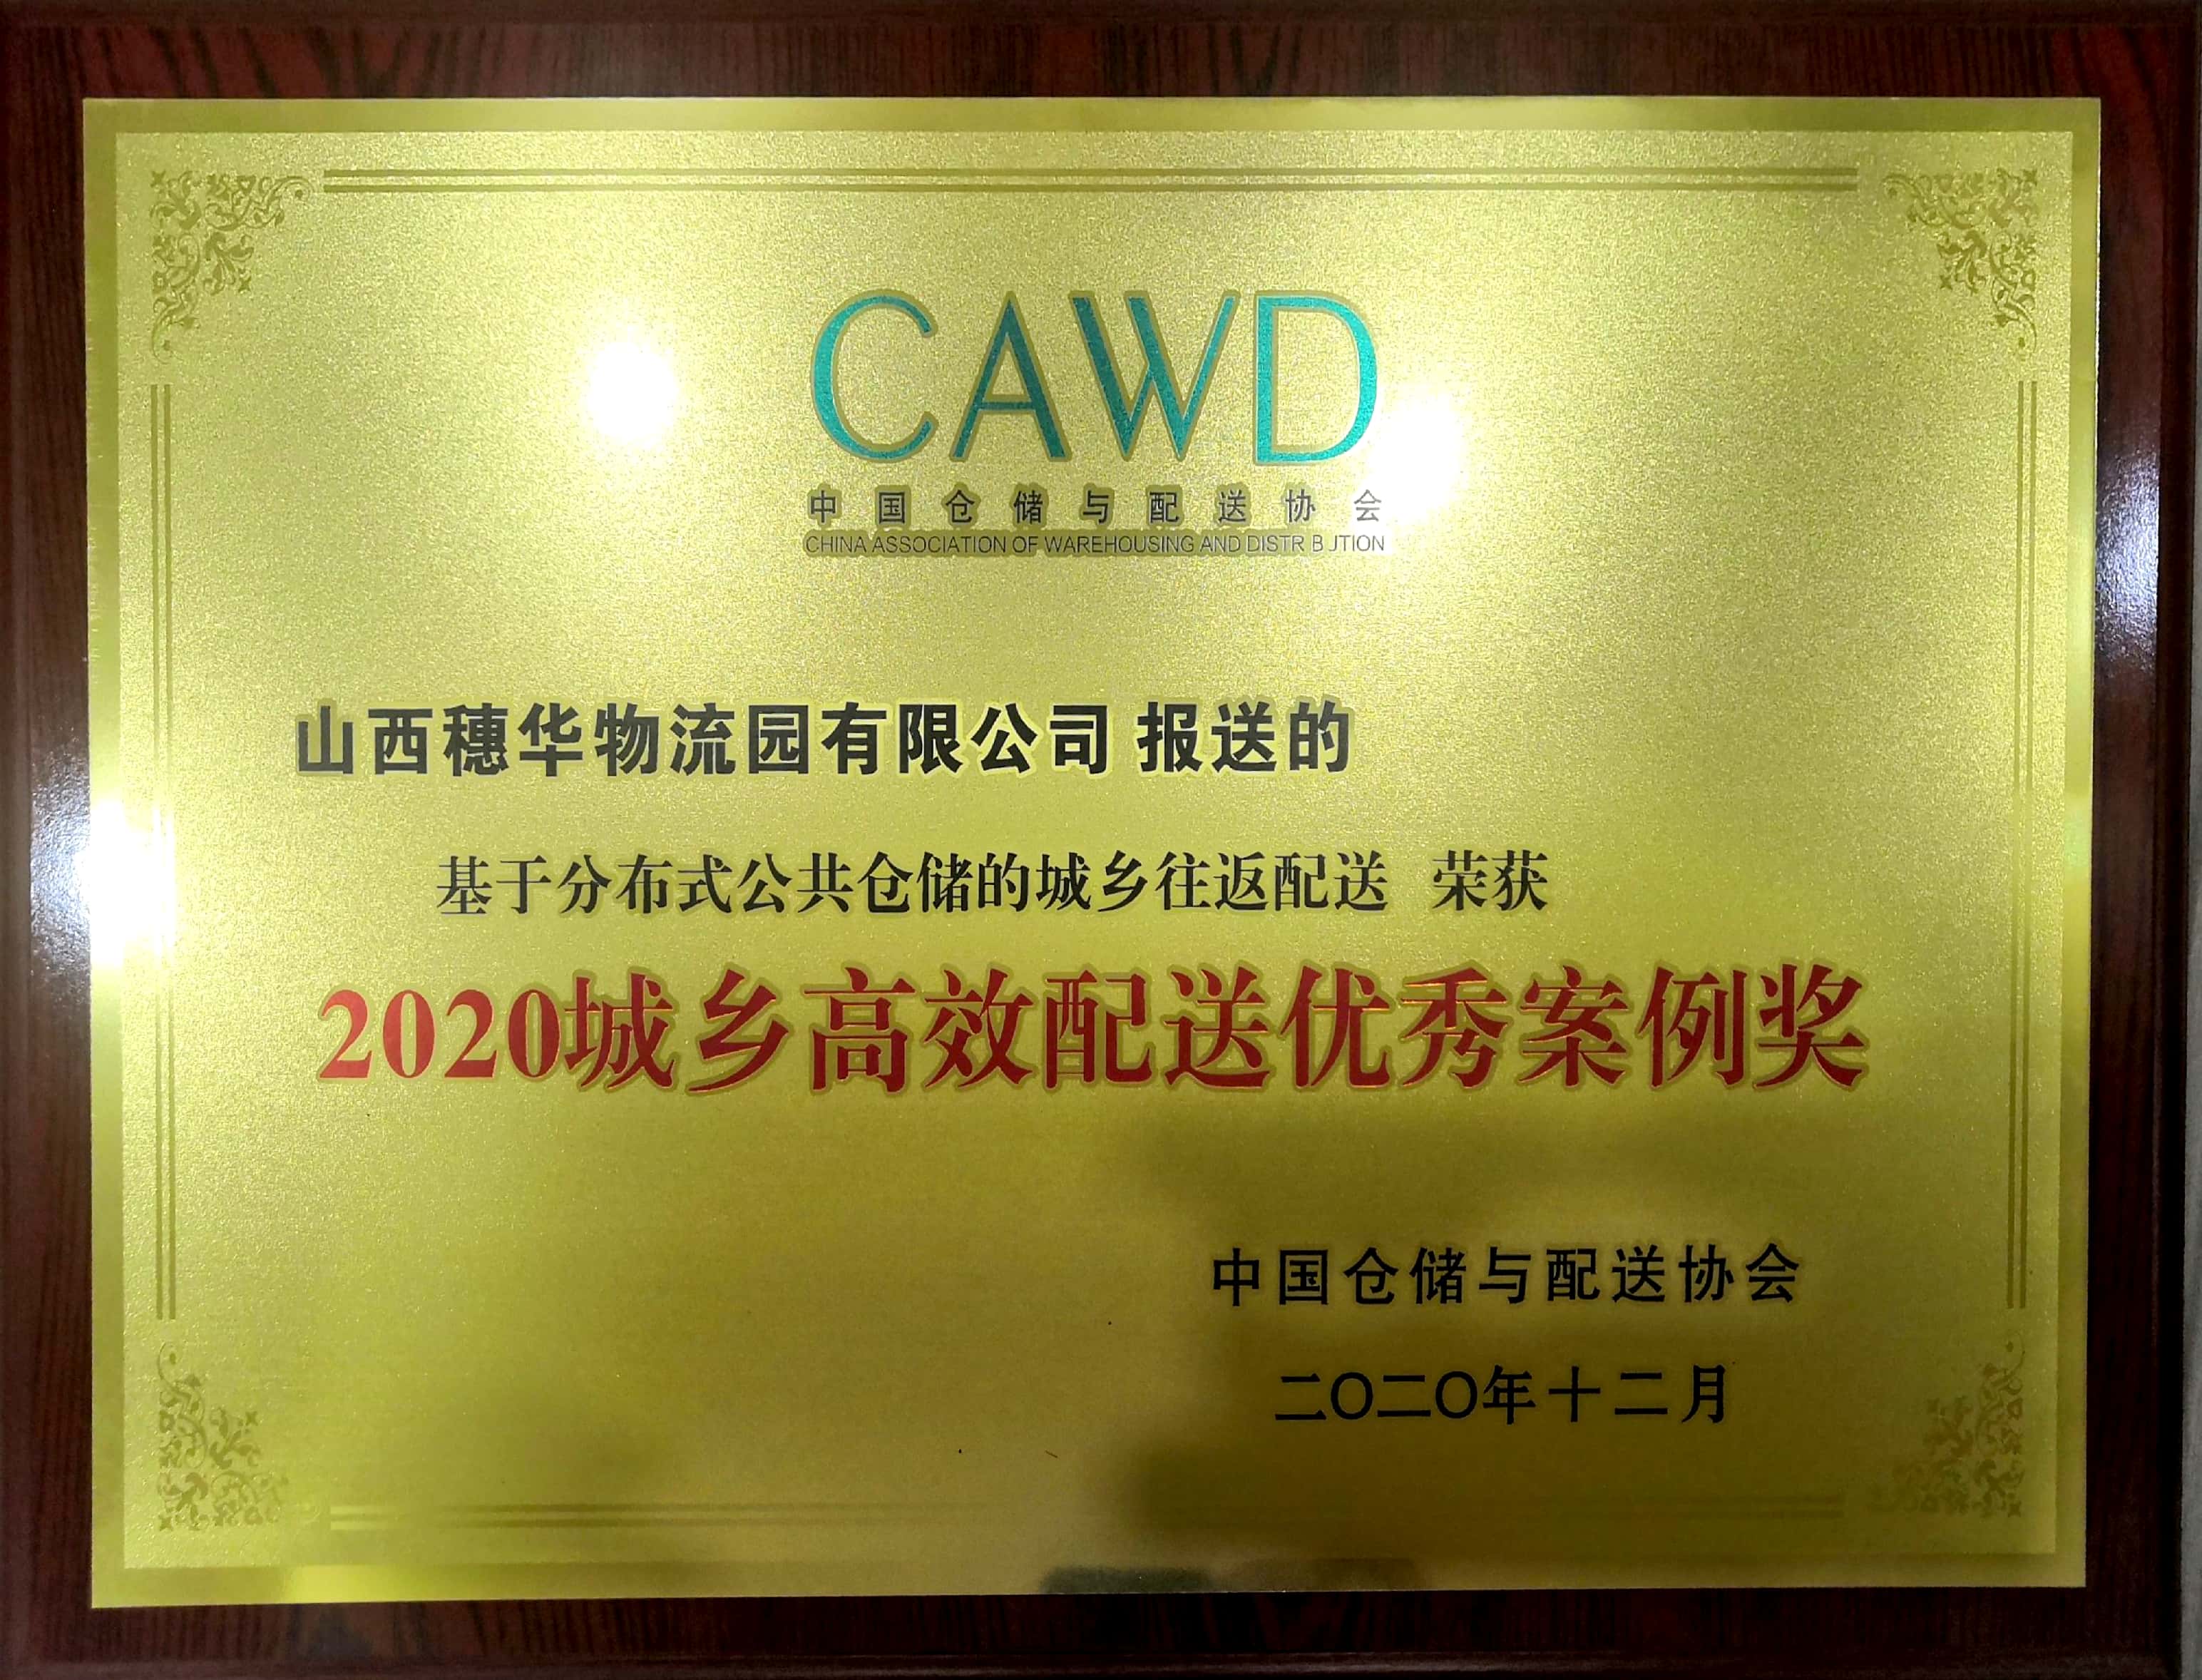 CAWD
中国仓储与配送协会
CHINA ASSOCIATION OF WAREHOUSING AND DISTR B JTION
山西穗华物流园有限公司 报送的
基于分布式公共仓储的城乡往返配送 荣获
2020城乡高效配送优秀案例奖
中国仓储与配送协会
二〇二〇年十二月